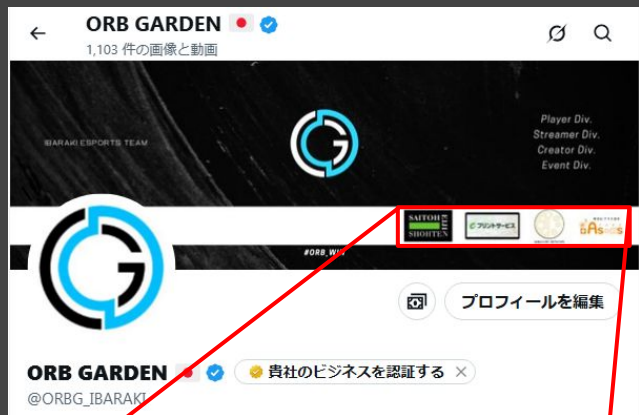 ORB GARDEN
1,103 件の画像と動画
IBARAKI ESPORTS TEAM
Player Div.
Streamer Div.
Creator Div.
Event Div.
SAITOH EIJI SHOHTEN
プリントサービス
#ORB_WIN
プロフィールを編集
ORB GARDEN
貴社のビジネスを認証する
@ORBG_IBARAKI